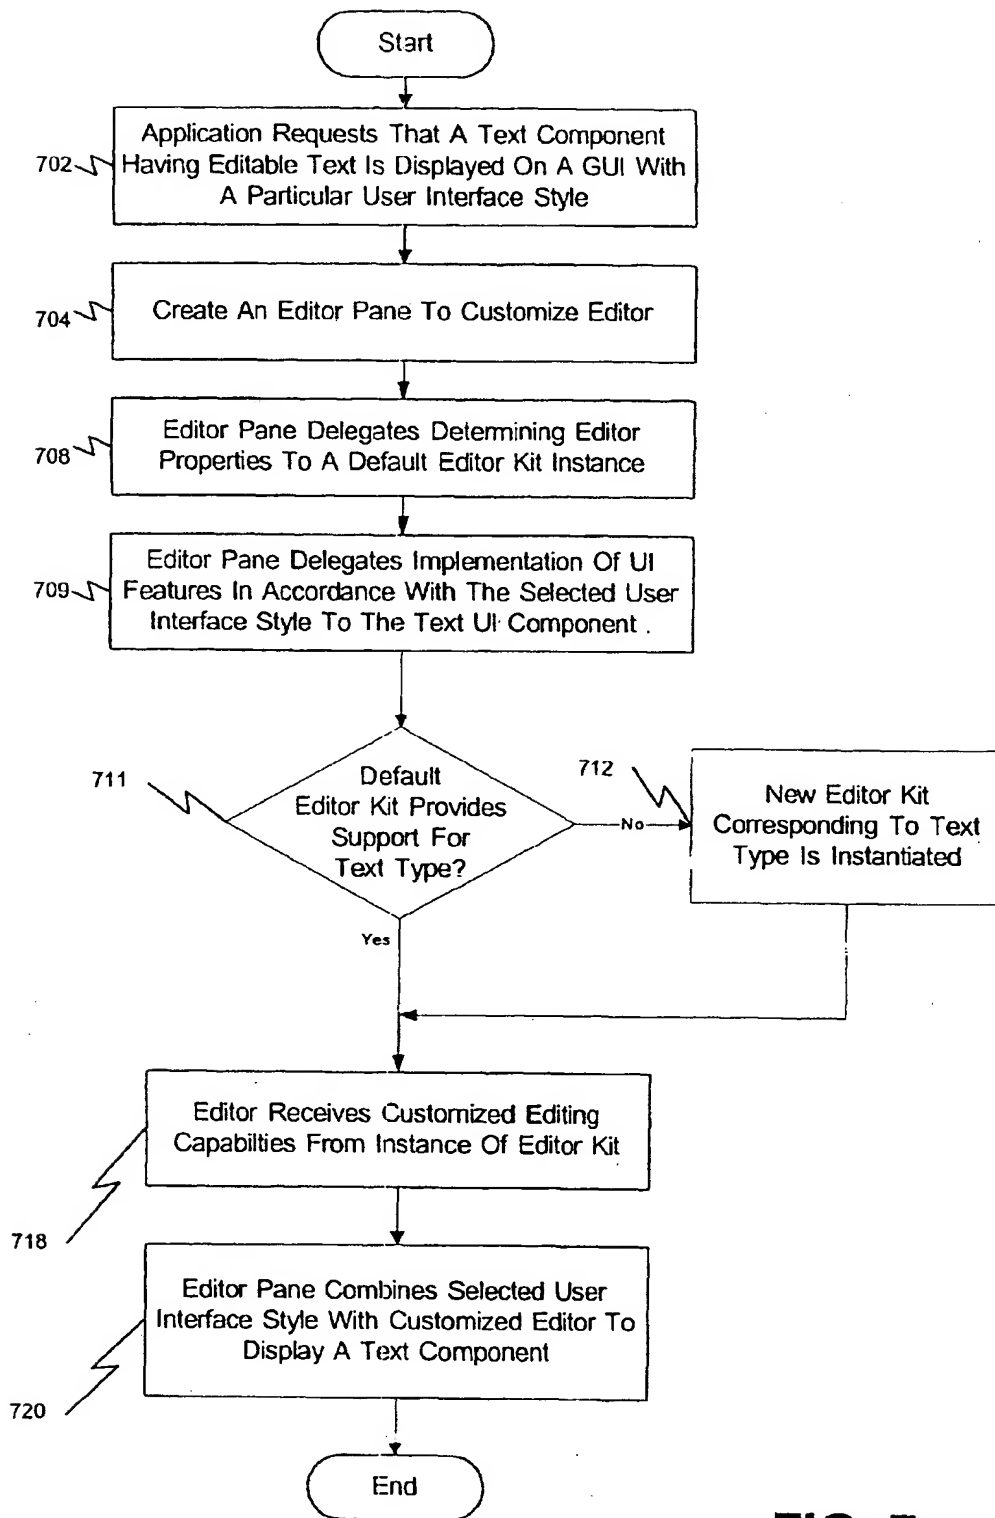 Start
702
Application Requests That A Text Component
Having Editable Text Is Displayed On A GUI With
A Particular User Interface Style
704
Create An Editor Pane To Customize Editor
708
Editor Pane Delegates Determining Editor
Properties To A Default Editor Kit Instance
709
Editor Pane Delegates Implementation Of UI
Features In Accordance With The Selected User
Interface Style To The Text UI Component .
711
Default
Editor Kit Provides
Support For
Text Type?
No
712
New Editor Kit
Corresponding To Text
Type Is Instantiated
Yes
Editor Receives Customized Editing
Capabilties From Instance Of Editor Kit
718
Editor Pane Combines Selected User
Interface Style With Customized Editor To
Display A Text Component
720
End